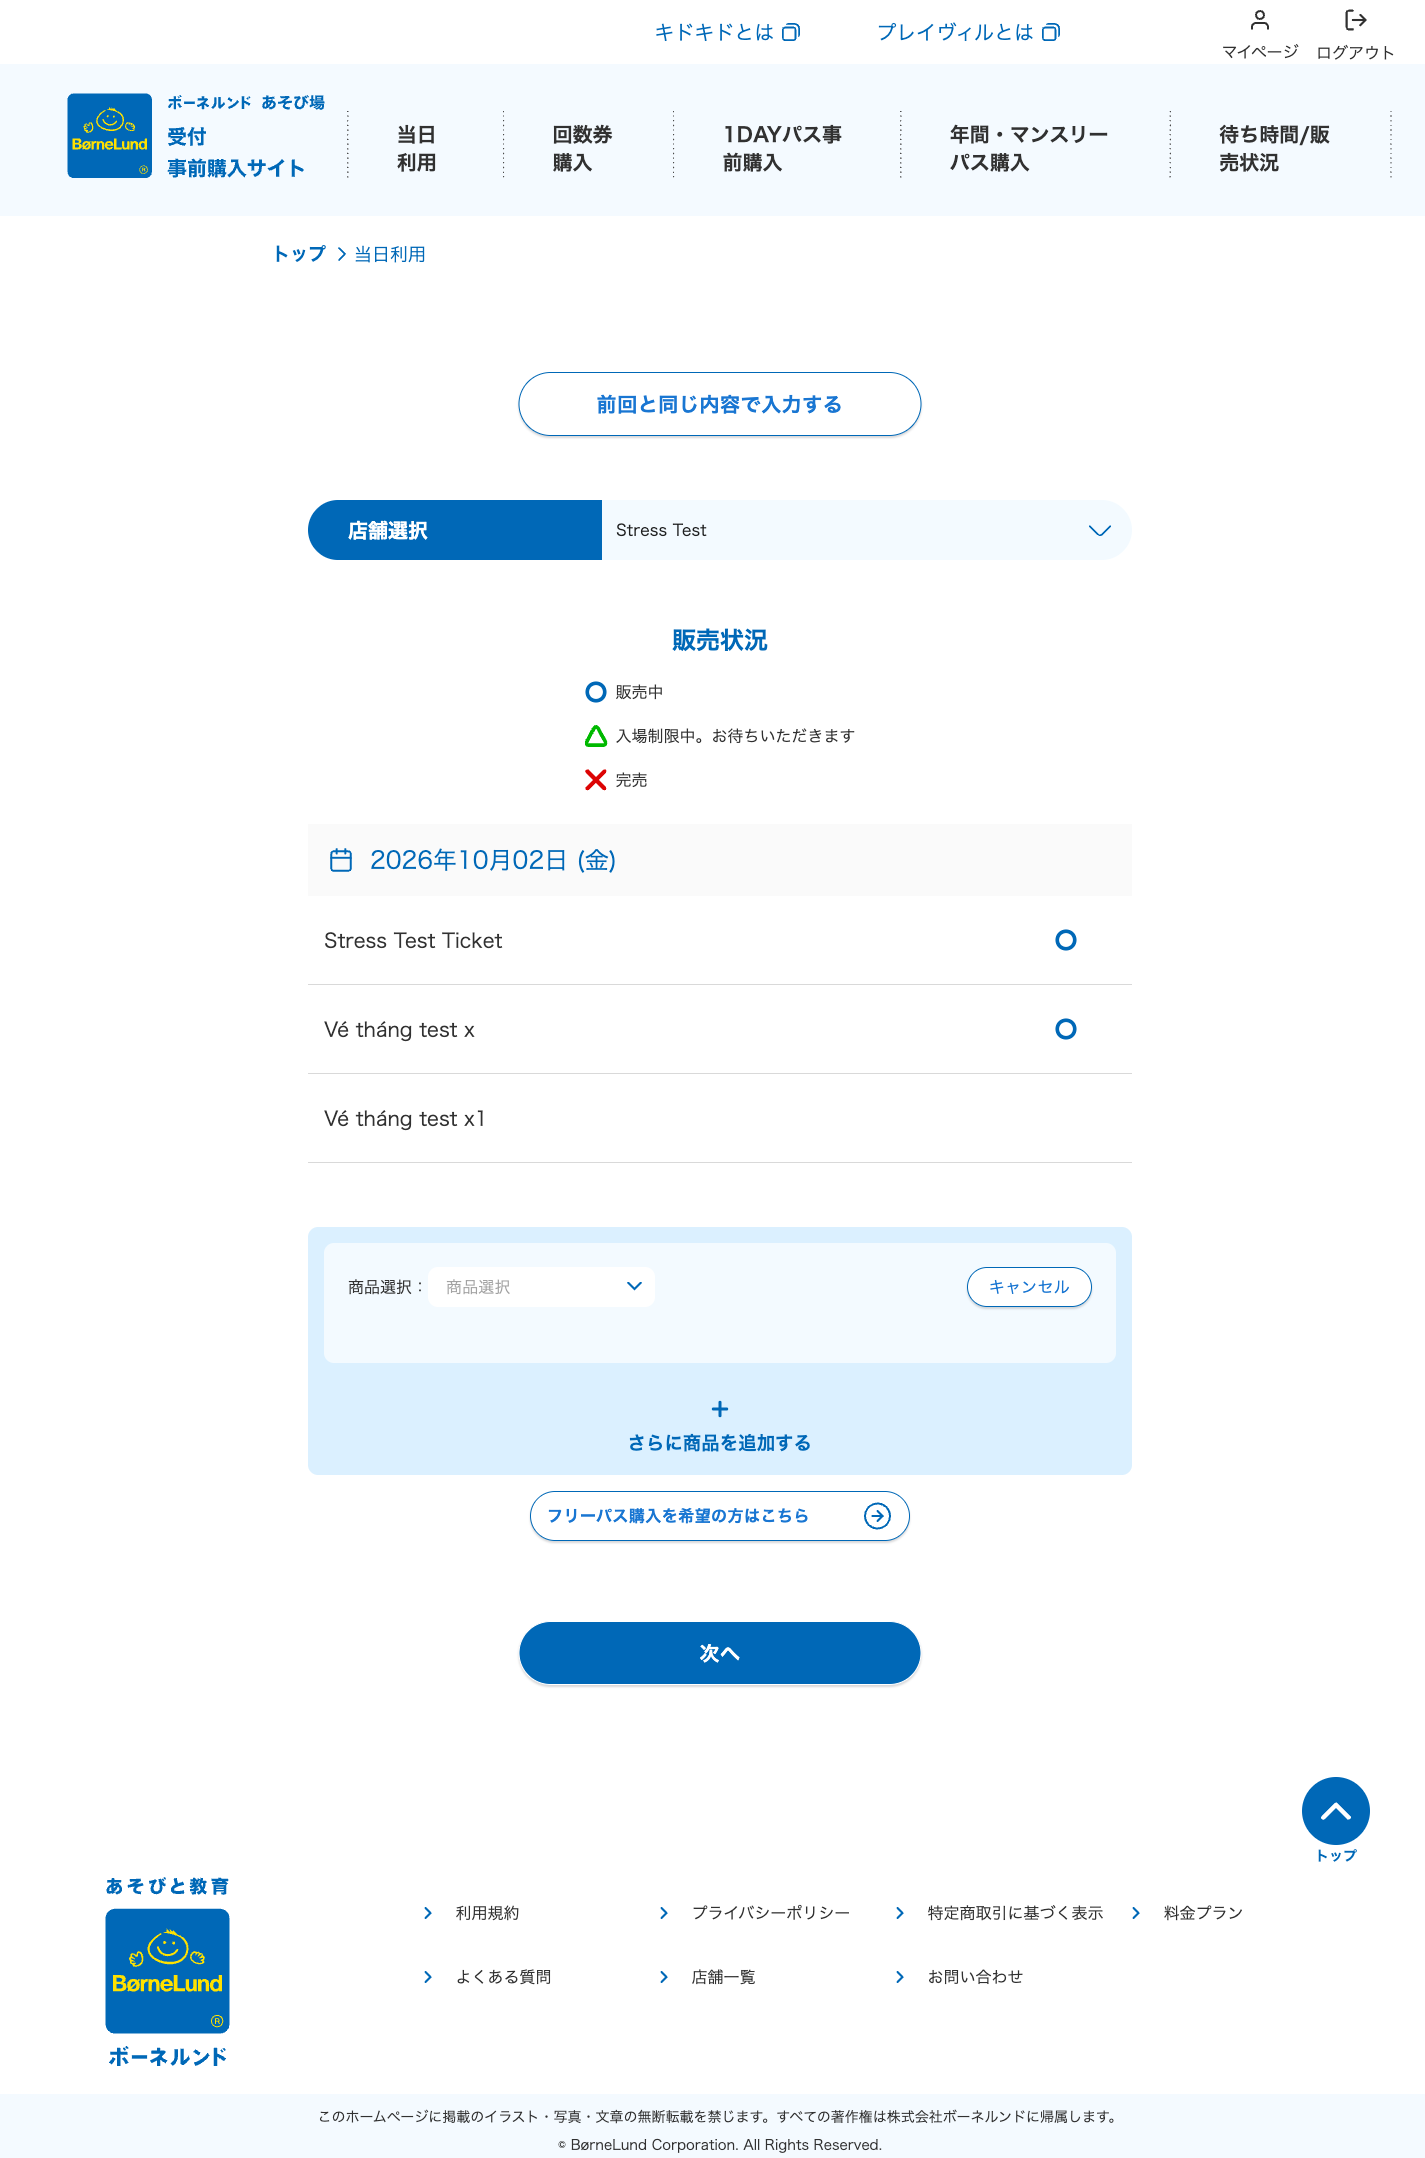 キドキドとは
プレイヴィルとは
マイページ
ログアウト
BørneLund
®
ボーネルンド あそび場
受付
事前購入サイト
当日
利用
回数券
購入
1DAYパス事
前購入
年間・マンスリー
パス購入
待ち時間/販
売状況
トップ
当日利用
前回と同じ内容で入力する
店舗選択
Stress Test
販売状況
販売中
入場制限中。お待ちいただきます
完売
2026年10月02日 (金)
Stress Test Ticket
Vé tháng test x
Vé tháng test x1
商品選択：
商品選択
キャンセル
さらに商品を追加する
フリーパス購入を希望の方はこちら
次へ
トップ
あそびと教育
BørneLund
®
ボーネルンド
利用規約
プライバシーポリシー
特定商取引に基づく表示
料金プラン
よくある質問
店舗一覧
お問い合わせ
このホームページに掲載のイラスト・写真・文章の無断転載を禁じます。すべての著作権は株式会社ボーネルンドに帰属します。
© BørneLund Corporation. All Rights Reserved.